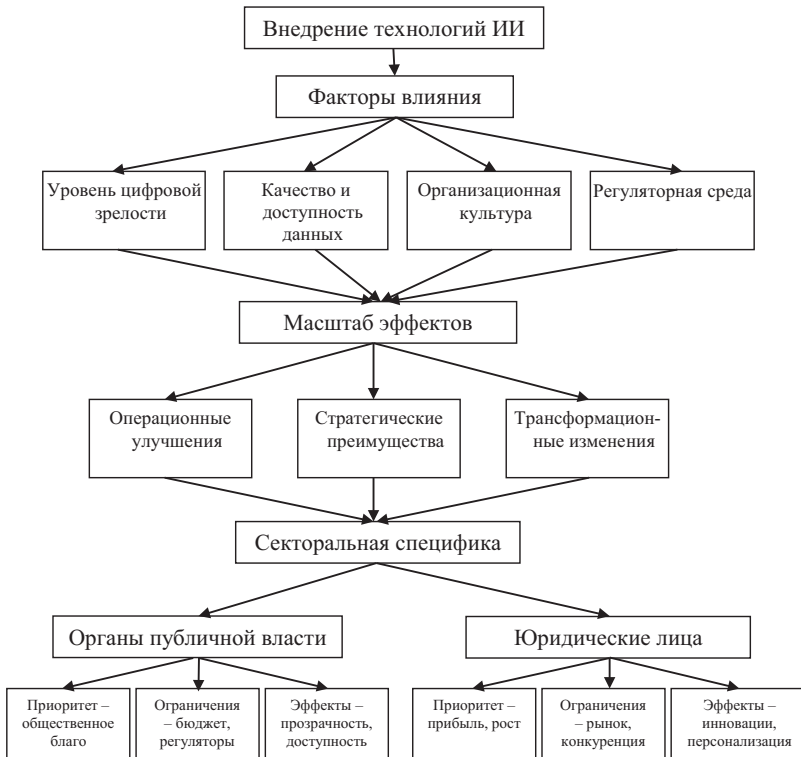 Внедрение технологий ИИ
Факторы влияния
Уровень цифровой
зрелости
Качество и
доступность
данных
Организационная
культура
Регуляторная среда
Масштаб эффектов
Операционные
улучшения
Стратегические
преимущества
Трансформацион-
ные изменения
Секторальная специфика
Органы публичной власти
Юридические лица
Приоритет –
общественное
благо
Ограничения
– бюджет,
регуляторы
Эффекты –
прозрачность,
доступность
Приоритет –
прибыль, рост
Ограничения
– рынок,
конкуренция
Эффекты –
инновации,
персонализация